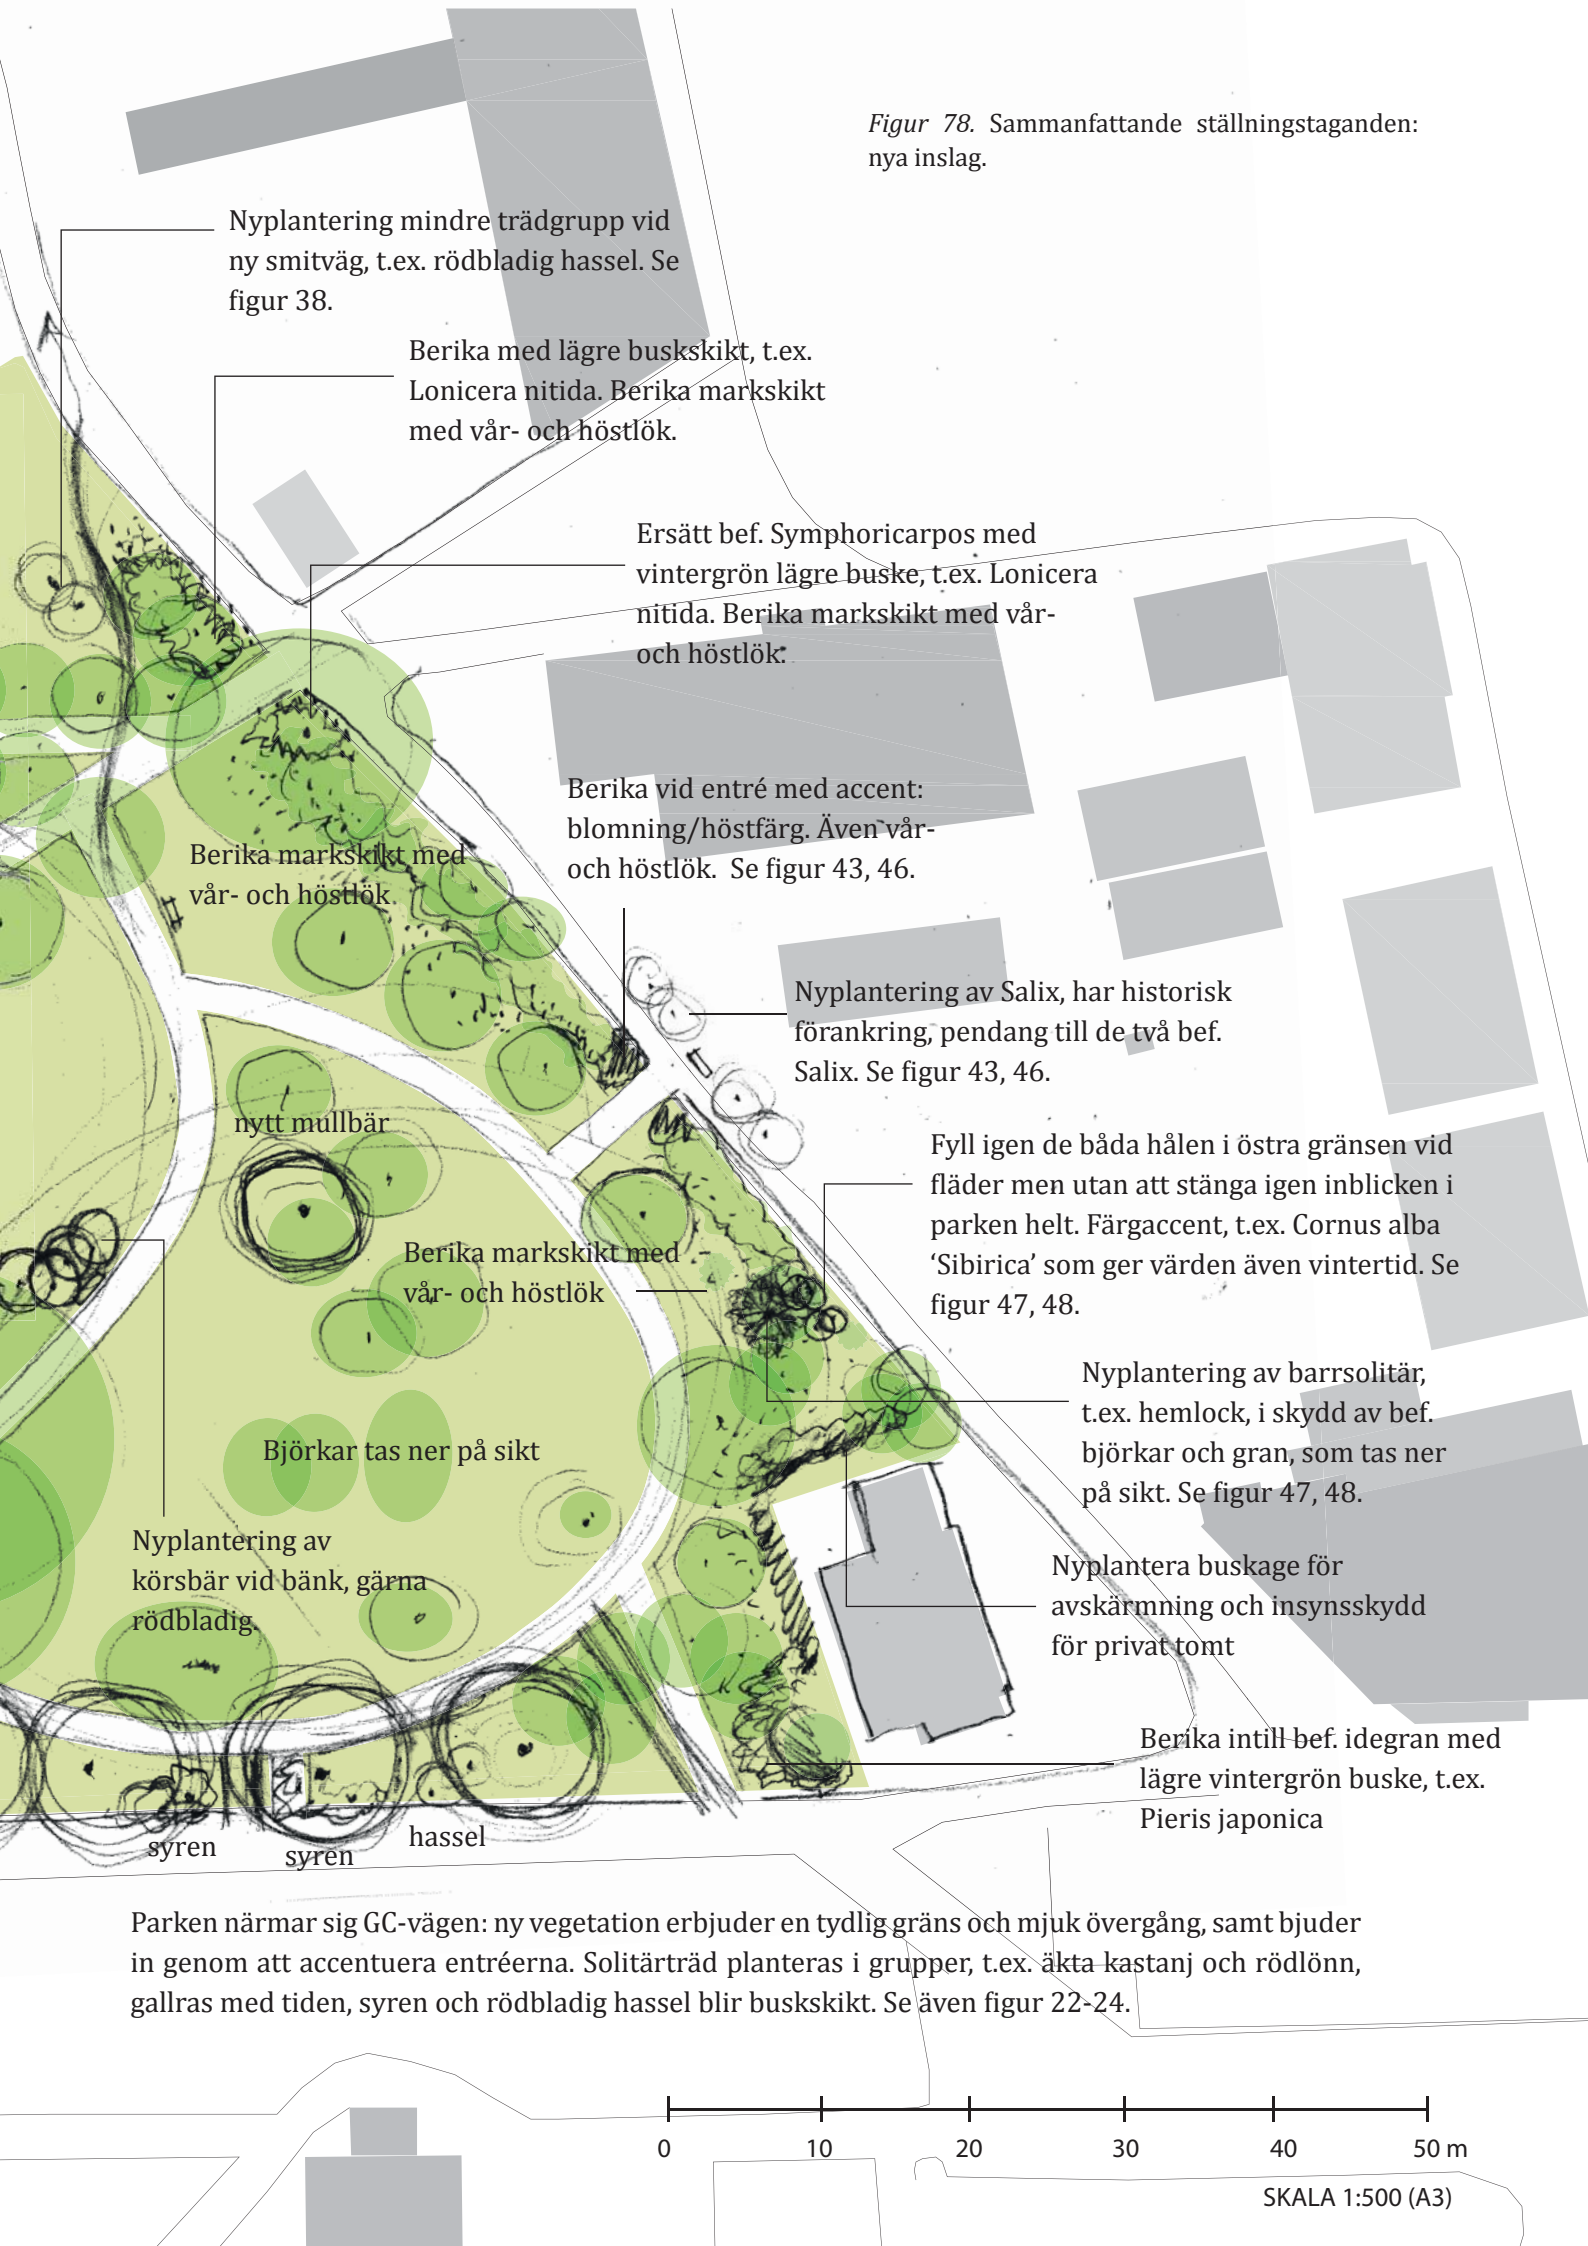 Figur 78. Sammanfattande ställningstaganden:
nya inslag.
Nyplantering mindre trädgrupp vid
ny smitväg, t.ex. rödbladig hassel. Se
figur 38.
Berika med lägre buskskikt, t.ex.
Lonicera nitida. Berika markskikt
med vår- och höstlök.
Ersätt bef. Symphoricarpos med
vintergrön lägre buske, t.ex. Lonicera
nitida. Berika markskikt med vår-
och höstlök.
Berika vid entré med accent:
blomning/höstfärg. Även vår-
och höstlök. Se figur 43, 46.
Berika markskikt med
vår- och höstlök
Nyplantering av Salix, har historisk
förankring, pendang till de två bef.
Salix. Se figur 43, 46.
nytt mullbär
Fyll igen de båda hålen i östra gränsen vid
fläder men utan att stänga igen inblicken i
parken helt. Färgaccent, t.ex. Cornus alba
‘Sibirica’ som ger värden även vintertid. Se
figur 47, 48.
Berika markskikt med
vår- och höstlök
Nyplantering av barrsolitär,
t.ex. hemlock, i skydd av bef.
björkar och gran, som tas ner
på sikt. Se figur 47, 48.
Björkar tas ner på sikt
Nyplantering av
körsbär vid bänk, gärna
rödbladig.
Nyplantera buskage för
avskärmning och insynsskydd
för privat tomt
Berika intill bef. idegran med
lägre vintergrön buske, t.ex.
Pieris japonica
syren
syren
hassel
Parken närmar sig GC-vägen: ny vegetation erbjuder en tydlig gräns och mjuk övergång, samt bjuder
in genom att accentuera entréerna. Solitärträd planteras i grupper, t.ex. äkta kastanj och rödlönn,
gallras med tiden, syren och rödbladig hassel blir buskskikt. Se även figur 22-24.
0 10 20 30 40 50 m
SKALA 1:500 (A3)